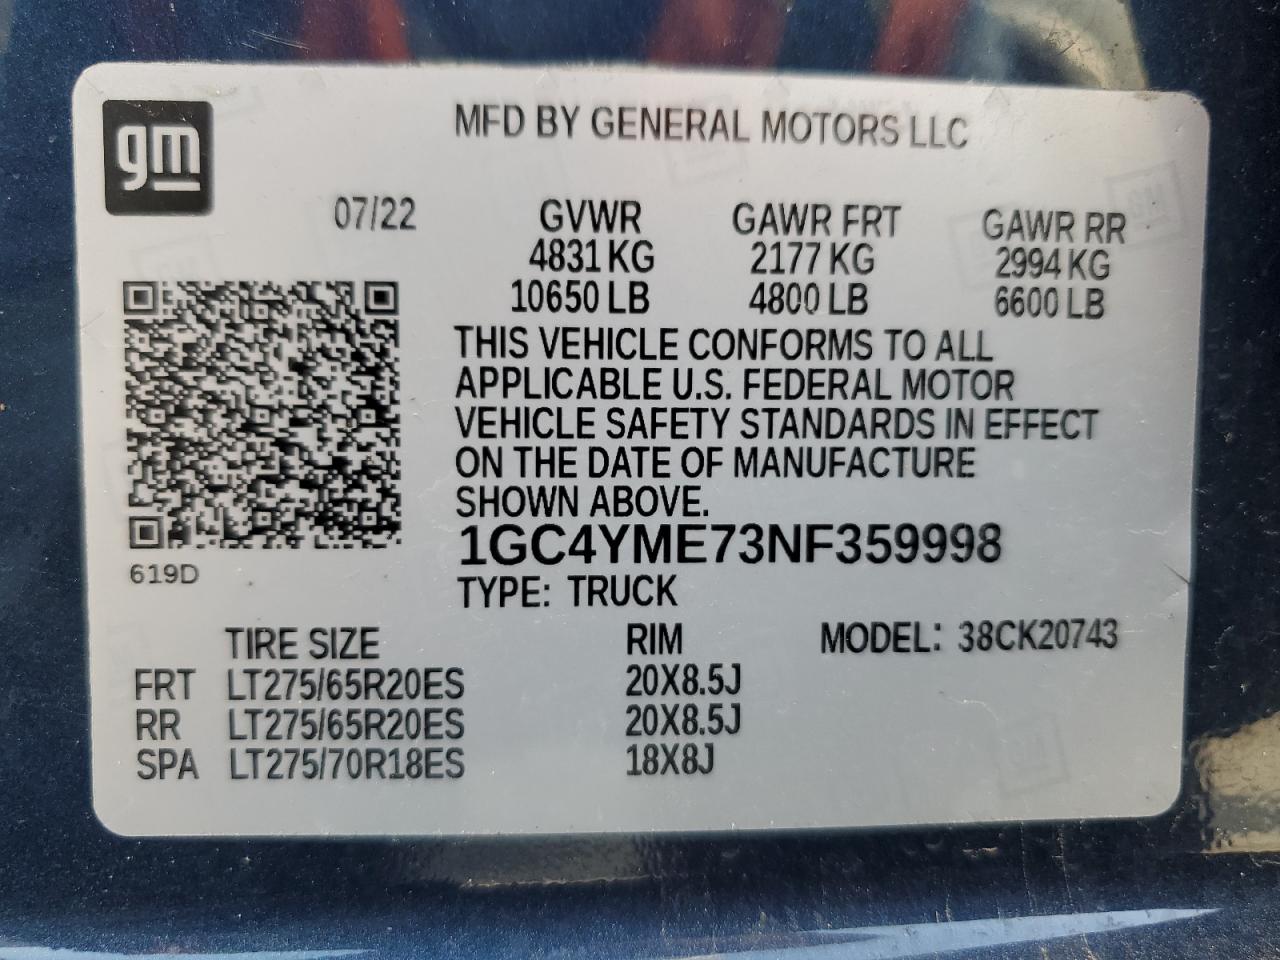 gm
MFD BY GENERAL MOTORS LLC
07/22 GVWR GAWR FRT GAWR RR
4831 KG 2177 KG 2994 KG
10650 LB 4800 LB 6600 LB
THIS VEHICLE CONFORMS TO ALL
APPLICABLE U.S. FEDERAL MOTOR
VEHICLE SAFETY STANDARDS IN EFFECT
ON THE DATE OF MANUFACTURE
SHOWN ABOVE.
1GC4YME73NF359998
619D
TYPE: TRUCK
TIRE SIZE RIM MODEL: 38CK20743
FRT LT275/65R20ES 20X8.5J
RR LT275/65R20ES 20X8.5J
SPA LT275/70R18ES 18X8J